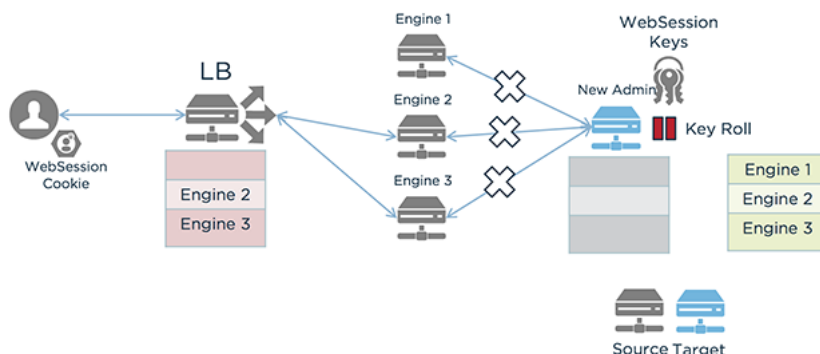 Engine 1
WebSession
Keys
LB
New Admin
Engine 2
Key Roll
WebSession
Cookie
Engine 3
Engine 2
Engine 3
Engine 1
Engine 2
Engine 3
Source Target